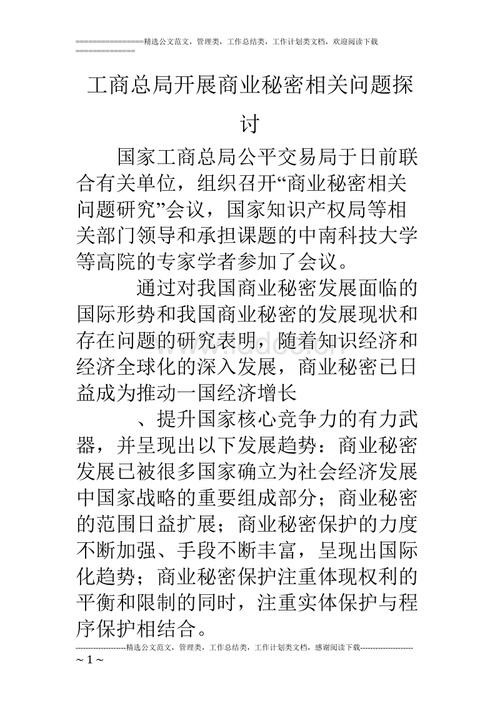 ================精选公文范文，管理类，工作总结类，工作计划类文档，欢迎阅读下载
==============
工商总局开展商业秘密相关问题探
讨
国家工商总局公平交易局于日前联
合有关单位，组织召开“商业秘密相关
问题研究”会议，国家知识产权局等相
关部门领导和承担课题的中南科技大学
等高院的专家学者参加了会议。
通过对我国商业秘密发展面临的
国际形势和我国商业秘密的发展现状和
存在问题的研究表明，随着知识经济和
经济全球化的深入发展，商业秘密已日
益成为推动一国经济增长
、提升国家核心竞争力的有力武
器，并呈现出以下发展趋势：商业秘密
发展已被很多国家确立为社会经济发展
中国家战略的重要组成部分；商业秘密
的范围日益扩展；商业秘密保护的力度
不断加强、手段不断丰富，呈现出国际
化趋势；商业秘密保护注重体现权利的
平衡和限制的同时，注重实体保护与程
序保护相结合。
-------------------精选公文范文，管理类，工作总结类，工作计划类文档，感谢阅读下载---------------------
~ 1 ~